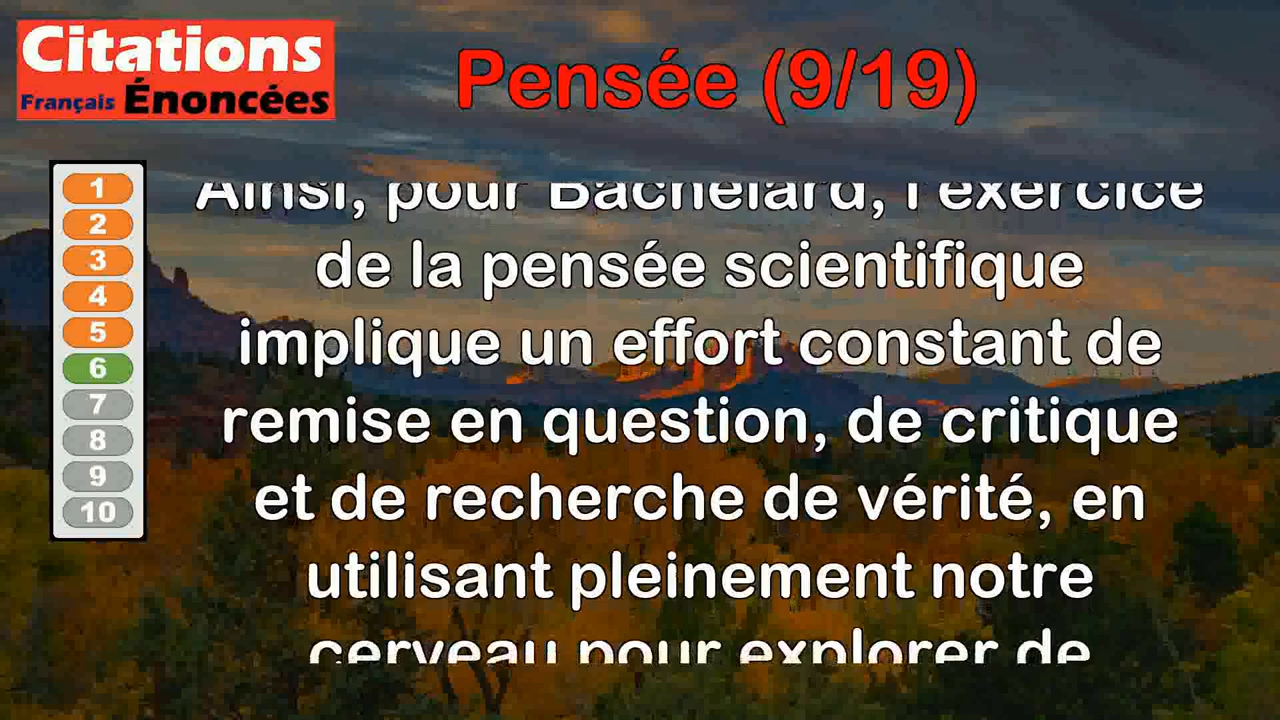 Citations
Français Énoncées
Pensée (9/19)
1
2
3
4
5
6
7
8
9
10
Ainsi, pour Bachelard, l'exercice
de la pensée scientifique
implique un effort constant de
remise en question, de critique
et de recherche de vérité, en
utilisant pleinement notre
cerveau pour explorer de